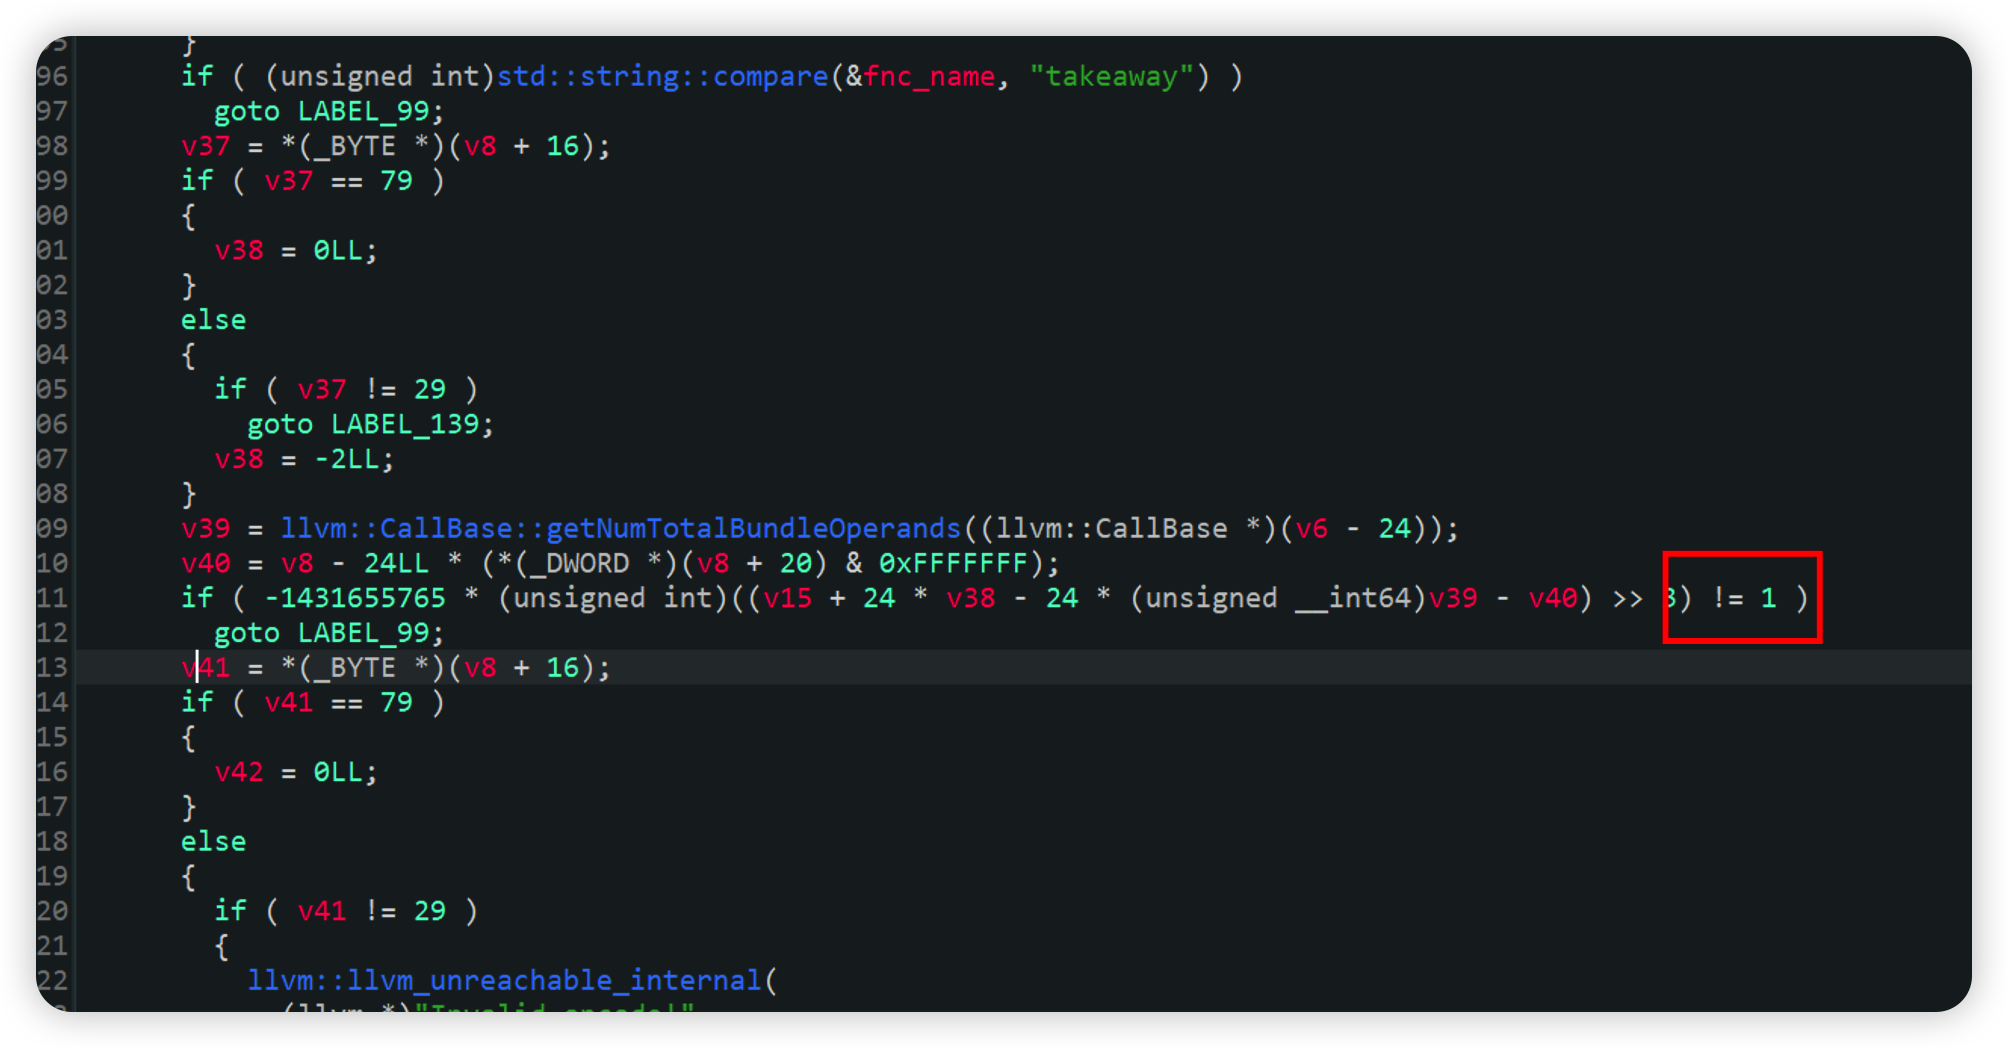 95 }
96 if ( (unsigned int)std::string::compare(&fnc_name, "takeaway") )
97 goto LABEL_99;
98 v37 = *(_BYTE *)(v8 + 16);
99 if ( v37 == 79 )
00 {
01 v38 = 0LL;
02 }
03 else
04 {
05 if ( v37 != 29 )
06 goto LABEL_139;
07 v38 = -2LL;
08 }
09 v39 = llvm::CallBase::getNumTotalBundleOperands((llvm::CallBase *)(v6 - 24));
10 v40 = v8 - 24LL * (*(_DWORD *)(v8 + 20) & 0xFFFFFFF);
11 if ( -1431655765 * (unsigned int)((v15 + 24 * v38 - 24 * (unsigned __int64)v39 - v40) >> 3) != 1 )
12 goto LABEL_99;
13 v41 = *(_BYTE *)(v8 + 16);
14 if ( v41 == 79 )
15 {
16 v42 = 0LL;
17 }
18 else
19 {
20 if ( v41 != 29 )
21 {
22 llvm::llvm_unreachable_internal(
(llvm *)"Invalid opcode!"